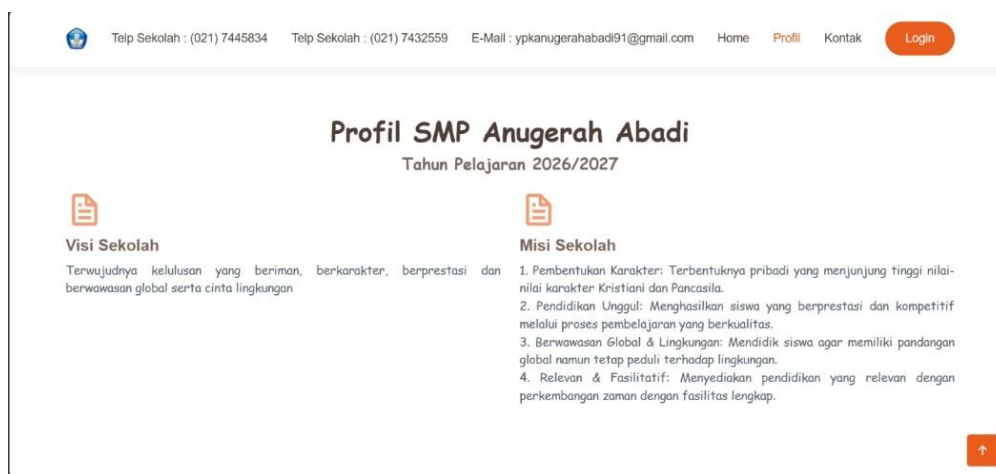 Telp Sekolah : (021) 7445834 Telp Sekolah : (021) 7432559 E-Mail : ypkanugerahabadi91@gmail.com Home Profil Kontak Login
Profil SMP Anugerah Abadi
Tahun Pelajaran 2026/2027
Visi Sekolah
Terwujudnya kelulusan yang beriman, berkarakter, berprestasi dan
berwawasan global serta cinta lingkungan
Misi Sekolah
1. Pembentukan Karakter: Terbentuknya pribadi yang menjunjung tinggi nilai-
nilai karakter Kristiani dan Pancasila.
2. Pendidikan Unggul: Menghasilkan siswa yang berprestasi dan kompetitif
melalui proses pembelajaran yang berkualitas.
3. Berwawasan Global & Lingkungan: Mendidik siswa agar memiliki pandangan
global namun tetap peduli terhadap lingkungan.
4. Relevan & Fasilitatif: Menyediakan pendidikan yang relevan dengan
perkembangan zaman dengan fasilitas lengkap.